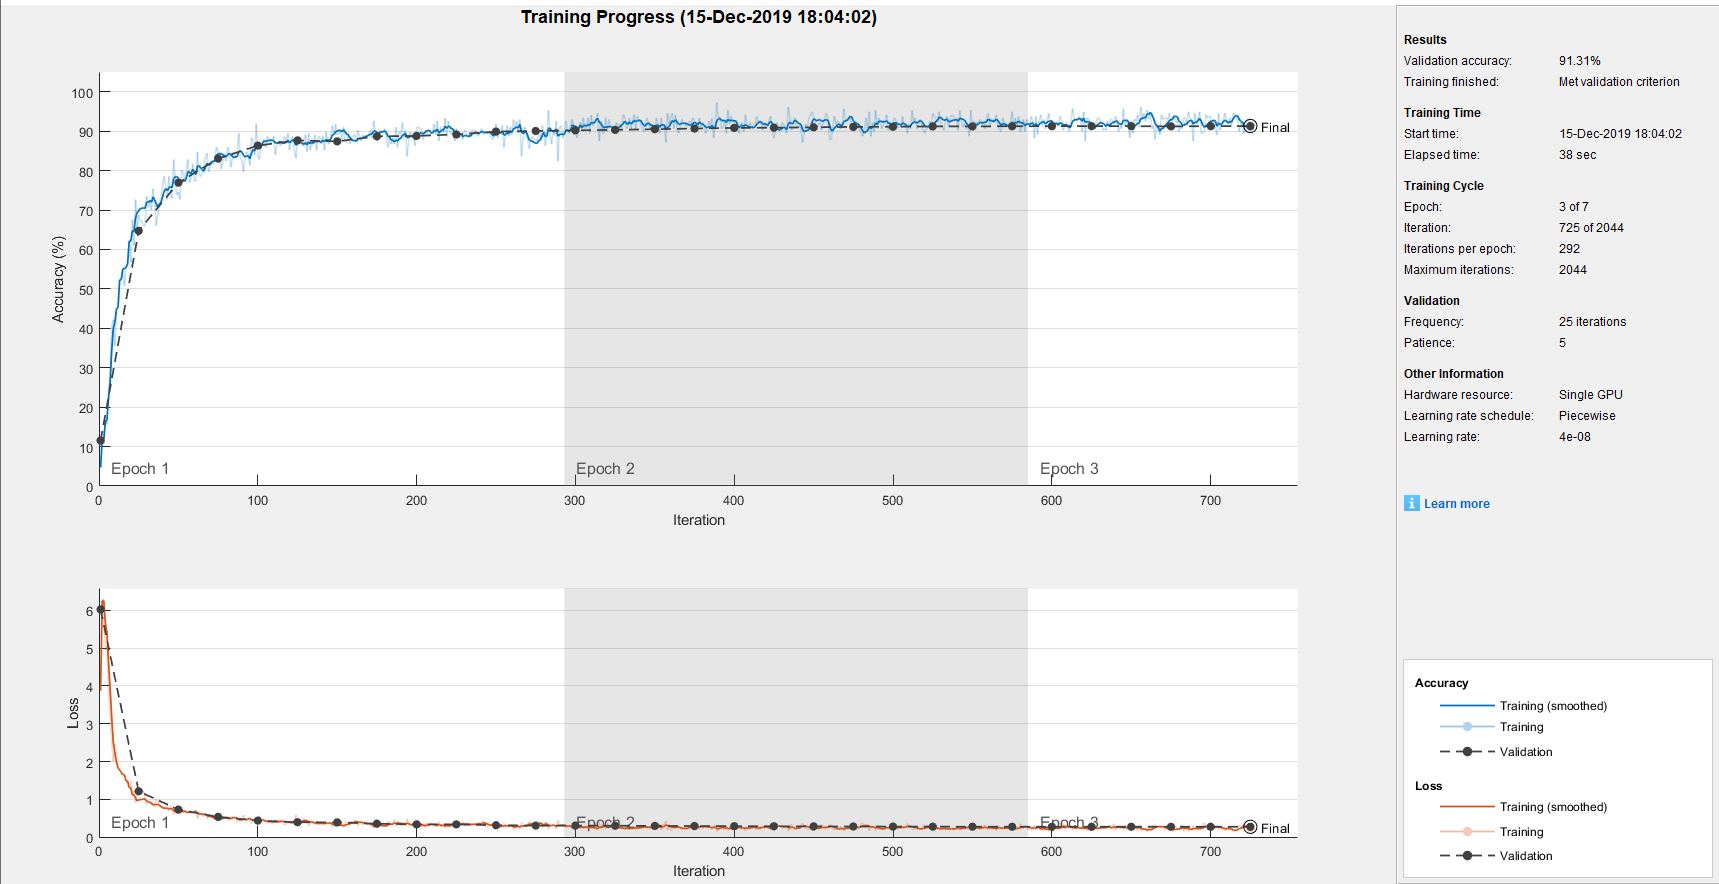 Training Progress (15-Dec-2019 18:04:02)
100
90
80
70
60
50
40
30
20
10
0
Accuracy (%)
Final
Epoch 1
Epoch 2
Epoch 3
0 100 200 300 400 500 600 700
Iteration
6
5
4
3
2
1
0
Loss
Final
Epoch 1
Epoch 2
Epoch 3
0 100 200 300 400 500 600 700
Iteration
Results
Validation accuracy: 91.31%
Training finished: Met validation criterion
Training Time
Start time: 15-Dec-2019 18:04:02
Elapsed time: 38 sec
Training Cycle
Epoch: 3 of 7
Iteration: 725 of 2044
Iterations per epoch: 292
Maximum iterations: 2044
Validation
Frequency: 25 iterations
Patience: 5
Other Information
Hardware resource: Single GPU
Learning rate schedule: Piecewise
Learning rate: 4e-08
i Learn more
Accuracy
Training (smoothed)
Training
Validation
Loss
Training (smoothed)
Training
Validation